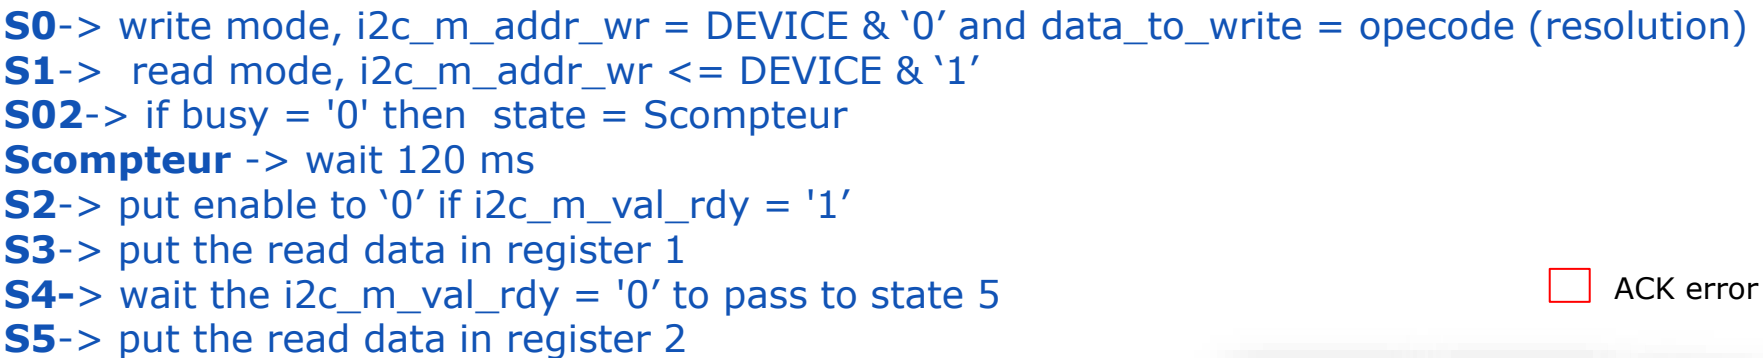 S0-> write mode, i2c_m_addr_wr = DEVICE & ‘0’ and data_to_write = opecode (resolution)
S1->  read mode, i2c_m_addr_wr <= DEVICE & ‘1’
S02-> if busy = '0' then  state = Scompteur
Scompteur -> wait 120 ms
S2-> put enable to ‘0’ if i2c_m_val_rdy = '1’
S3-> put the read data in register 1
S4-> wait the i2c_m_val_rdy = '0’ to pass to state 5
ACK error
S5-> put the read data in register 2